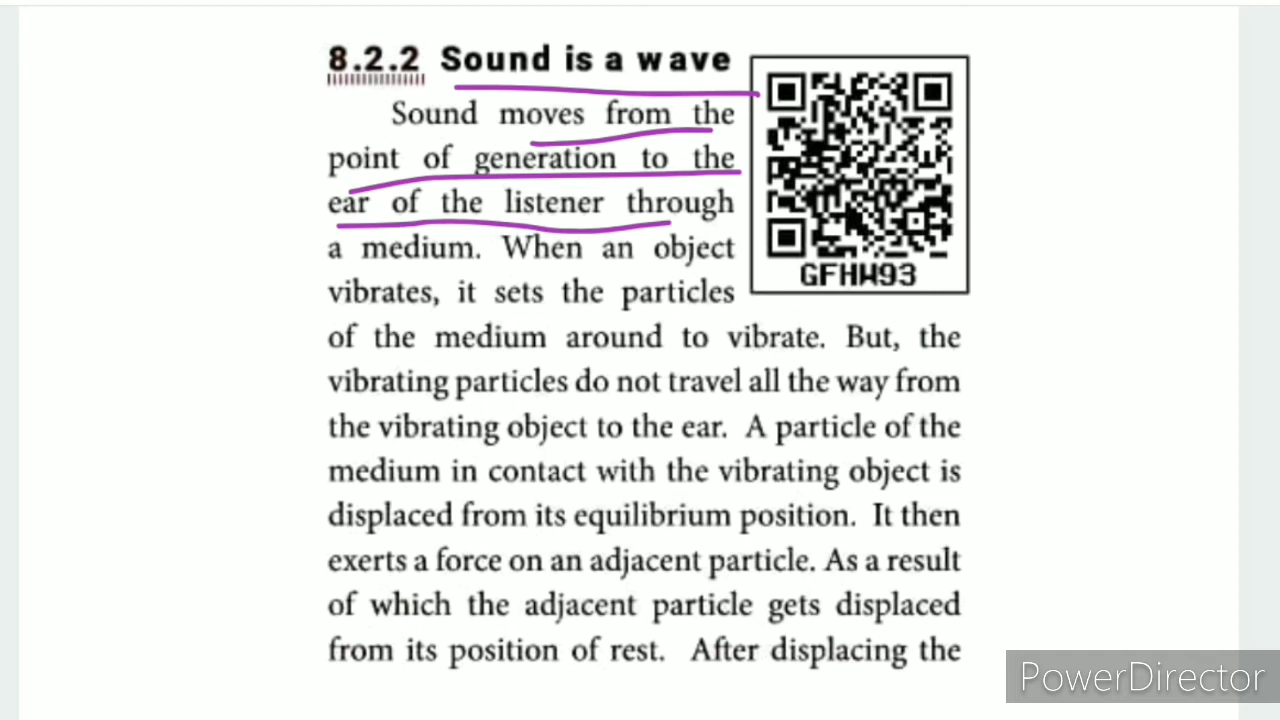 8.2.2 Sound is a wave
Sound moves from the
point of generation to the
ear of the listener through
a medium. When an object
vibrates, it sets the particles
GFHW93
of the medium around to vibrate. But, the
vibrating particles do not travel all the way from
the vibrating object to the ear. A particle of the
medium in contact with the vibrating object is
displaced from its equilibrium position. It then
exerts a force on an adjacent particle. As a result
of which the adjacent particle gets displaced
from its position of rest. After displacing the
PowerDirector